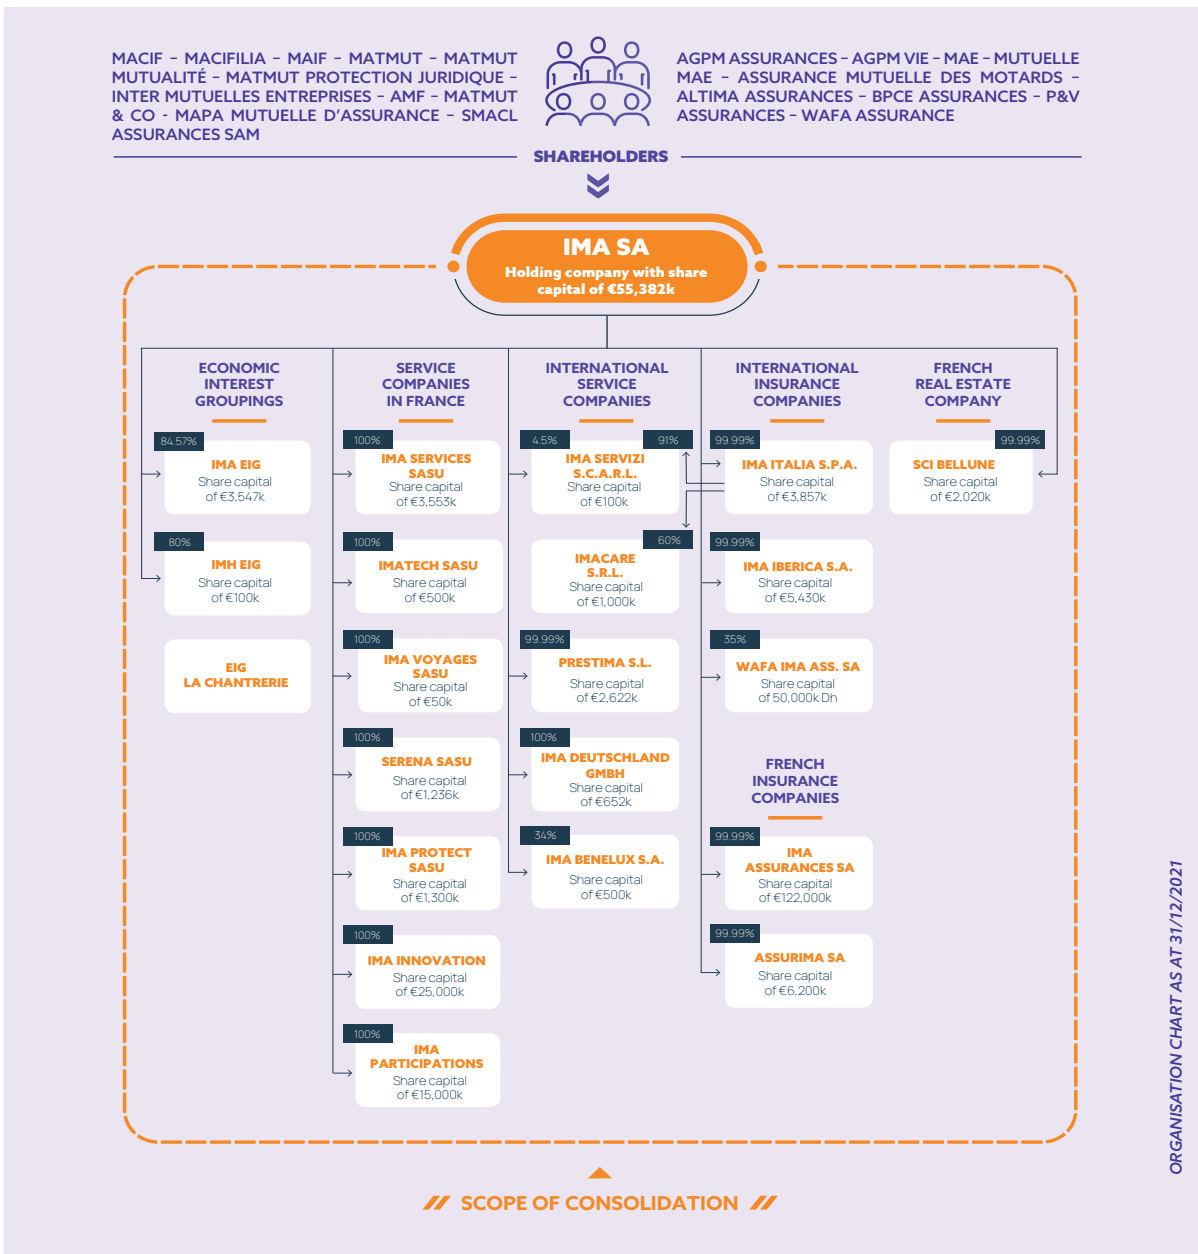 MACIF – MACIFILIA – MAIF – MATMUT – MATMUT
MUTUALITÉ – MATMUT PROTECTION JURIDIQUE –
INTER MUTUELLES ENTREPRISES – AMF – MATMUT
& CO - MAPA MUTUELLE D'ASSURANCE – SMACL
ASSURANCES SAM
AGPM ASSURANCES – AGPM VIE – MAE – MUTUELLE
MAE – ASSURANCE MUTUELLE DES MOTARDS –
ALTIMA ASSURANCES – BPCE ASSURANCES – P&V
ASSURANCES – WAFA ASSURANCE
SHAREHOLDERS
IMA SA
Holding company with share
capital of €55,382k
ECONOMIC
INTEREST
GROUPINGS
84.57%
IMA EIG
Share capital
of €3,547k
80%
IMH EIG
Share capital
of €100k
EIG
LA CHANTRERIE
SERVICE
COMPANIES
IN FRANCE
100%
IMA SERVICES
SASU
Share capital
of €3,553k
100%
IMATECH SASU
Share capital
of €500k
100%
IMA VOYAGES
SASU
Share capital
of €50k
100%
SERENA SASU
Share capital
of €1,236k
100%
IMA PROTECT
SASU
Share capital
of €1,300k
100%
IMA INNOVATION
Share capital
of €25,000k
100%
IMA
PARTICIPATIONS
Share capital
of €15,000k
INTERNATIONAL
SERVICE
COMPANIES
4.5%
91%
IMA SERVIZI
S.C.A.R.L.
Share capital
of €100k
60%
IMACARE
S.R.L.
Share capital
of €1,000k
99.99%
PRESTIMA S.L.
Share capital
of €2,622k
100%
IMA DEUTSCHLAND
GMBH
Share capital
of €652k
34%
IMA BENELUX S.A.
Share capital
of €500k
INTERNATIONAL
INSURANCE
COMPANIES
99.99%
IMA ITALIA S.P.A.
Share capital
of €3,857k
99.99%
IMA IBERICA S.A.
Share capital
of €5,430k
35%
WAFA IMA ASS. SA
Share capital
of 50,000k Dh
FRENCH
INSURANCE
COMPANIES
99.99%
IMA
ASSURANCES SA
Share capital
of €122,000k
99.99%
ASSURIMA SA
Share capital
of €6,200k
FRENCH
REAL ESTATE
COMPANY
99.99%
SCI BELLUNE
Share capital
of €2,020k
ORGANISATION CHART AS AT 31/12/2021
SCOPE OF CONSOLIDATION